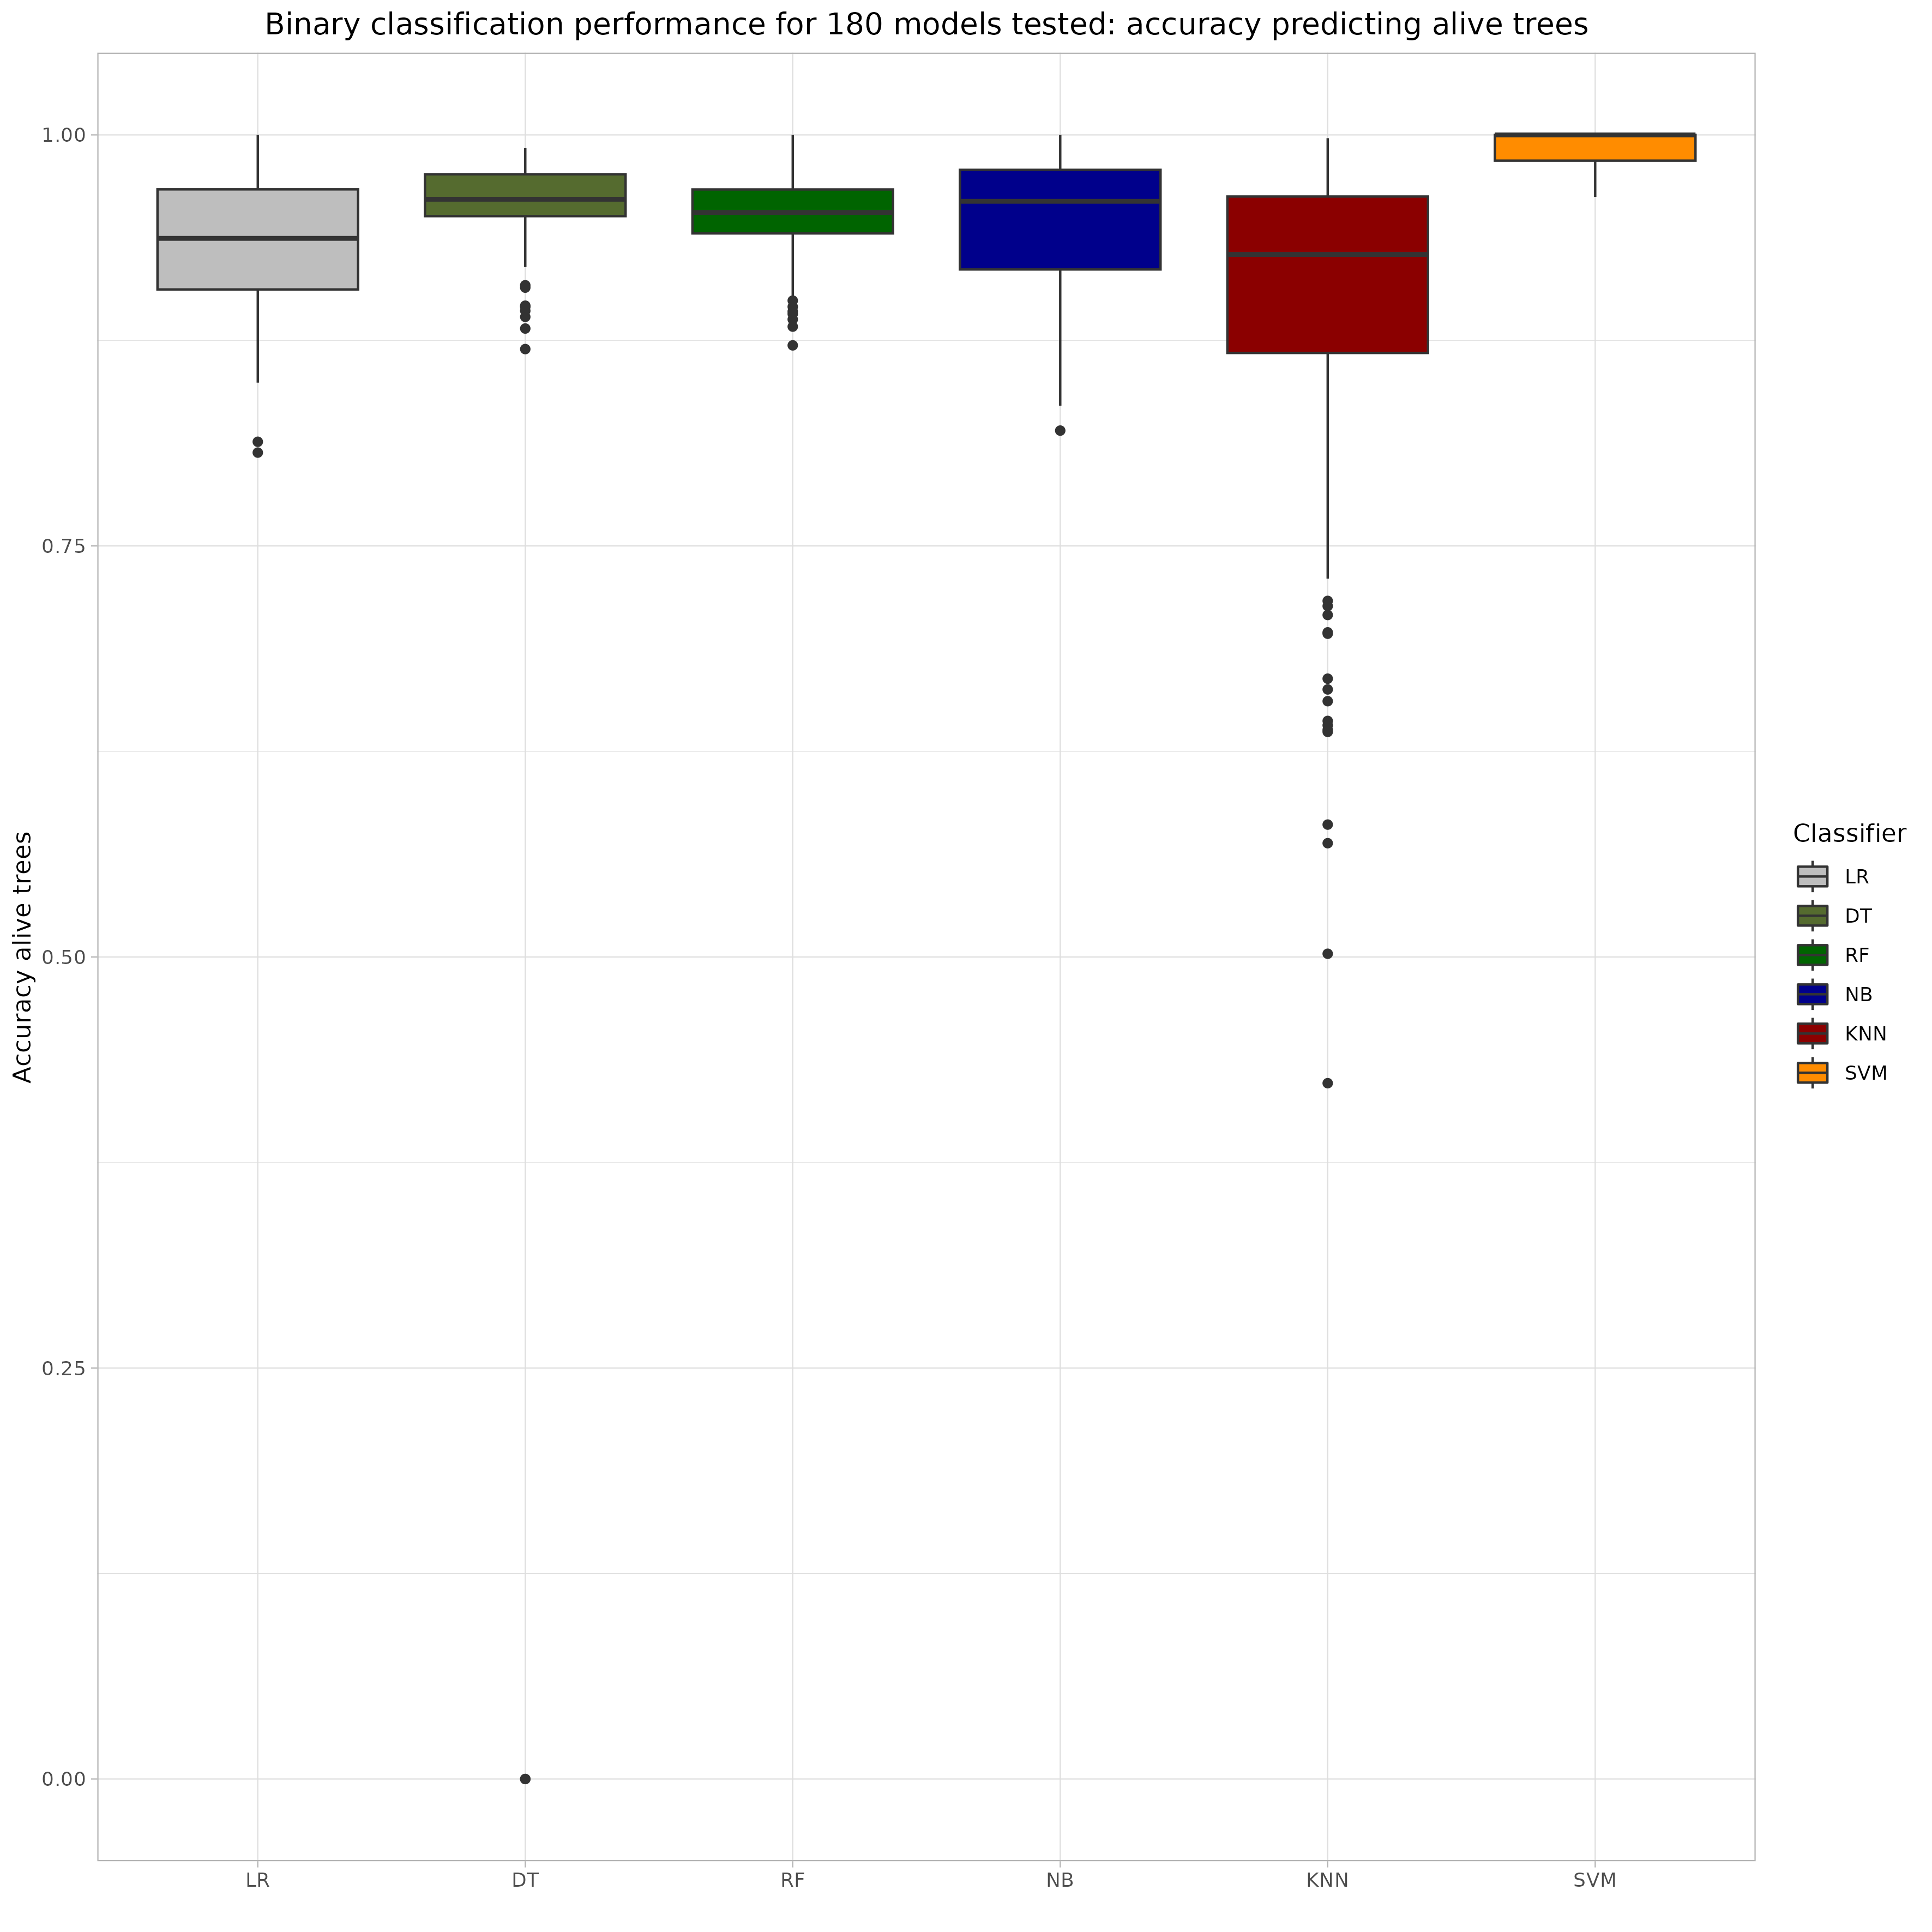 Binary classification performance for 180 models tested: accuracy predicting alive trees
Accuracy alive trees
1.00
0.75
0.50
0.25
0.00
LR
DT
RF
NB
KNN
SVM
Classifier
LR
DT
RF
NB
KNN
SVM